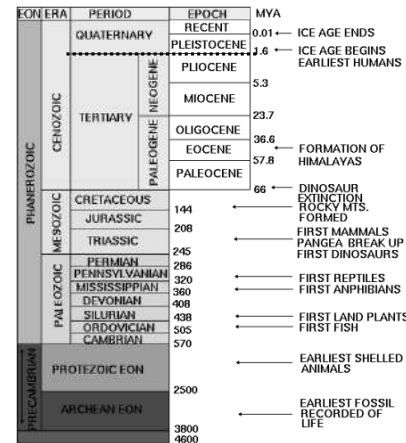 EON ERA PERIOD EPOCH MYA
QUATERNARY
RECENT
0.01
ICE AGE ENDS
PLEISTOCENE
1.6
ICE AGE BEGINS
EARLIEST HUMANS
PHANEROZOIC
CENOZOIC
TERTIARY
NEOGENE
PLIOCENE
5.3
MIOCENE
23.7
PALEOGENE
OLIGOCENE
36.6
EOCENE
FORMATION OF
HIMALAYAS
57.8
PALEOCENE
66
DINOSAUR
EXTINCTION
MESOZOIC
CRETACEOUS
144
ROCKY MTS.
FORMED
JURASSIC
208
TRIASSIC
FIRST MAMMALS
PANGEA BREAK UP
FIRST DINOSAURS
245
PALEOZOIC
PERMIAN
286
PENNSYLVANIAN
FIRST REPTILES
320
MISSISSIPPIAN
FIRST ANPHIBIANS
360
DEVONIAN
408
SILURIAN
438
FIRST LAND PLANTS
ORDOVICIAN
505
FIRST FISH
CAMBRIAN
570
PRECAMBRIAN
PROTEZOIC EON
EARLIEST SHELLED
ANIMALS
2500
ARCHEAN EON
EARLIEST FOSSIL
RECORDED OF
LIFE
3800
4600